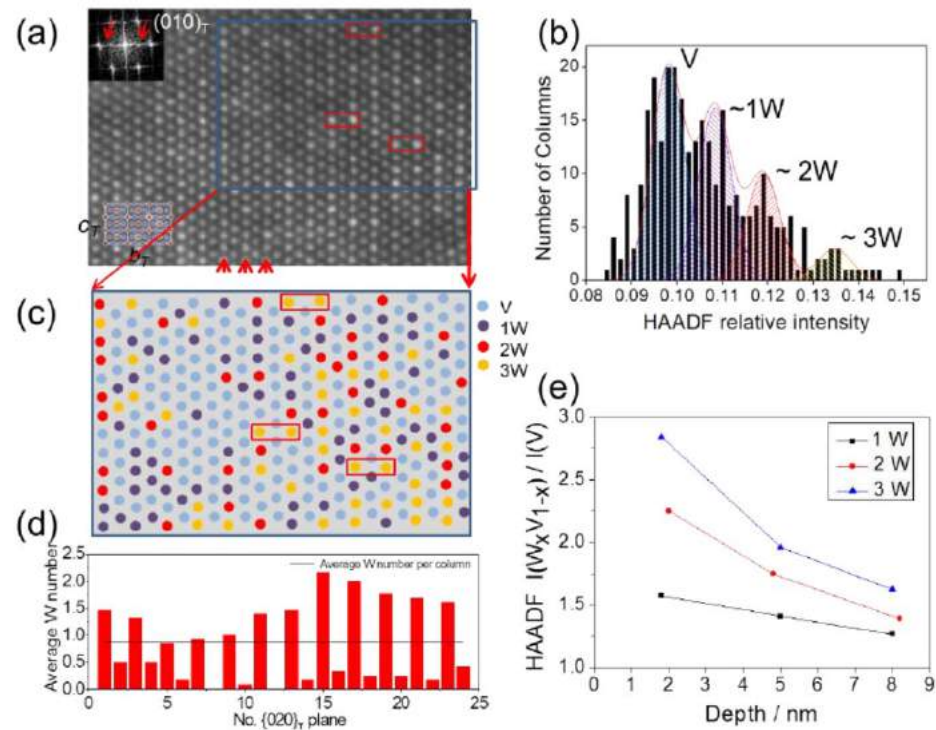 (a)
(010)T
cT
bT
(b)
V
~1W
~ 2W
~ 3W
Number of Columns
20
15
10
5
0
0.09 0.10 0.11 0.12 0.13 0.14 0.15
HAADF relative intensity
(c)
V
1W
2W
3W
(d)
Average W number per column
Average W number
2.5
2.0
1.5
1.0
0.5
0.0
0 5 10 15 20 25
No. {020}T plane
(e)
1 W
2 W
3 W
HAADF I(WXV1-x) / I(V)
3.0
2.5
2.0
1.5
1.0
0 1 2 3 4 5 6 7 8 9
Depth / nm